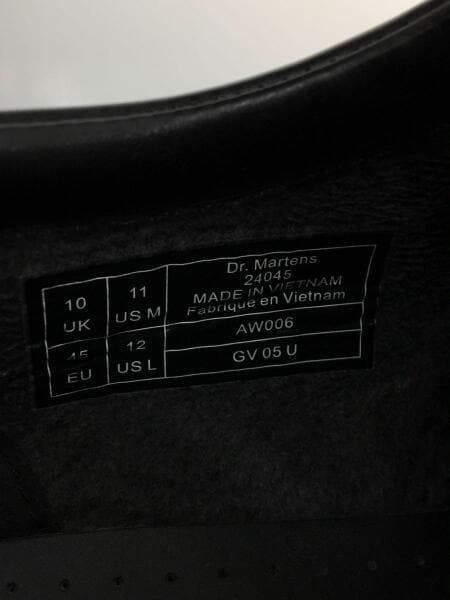 10
UK
11
US M
45
EU
12
US L
Dr. Martens
24045
MADE IN VIETNAM
Fabriqué en Vietnam
AW006
GV 05 U